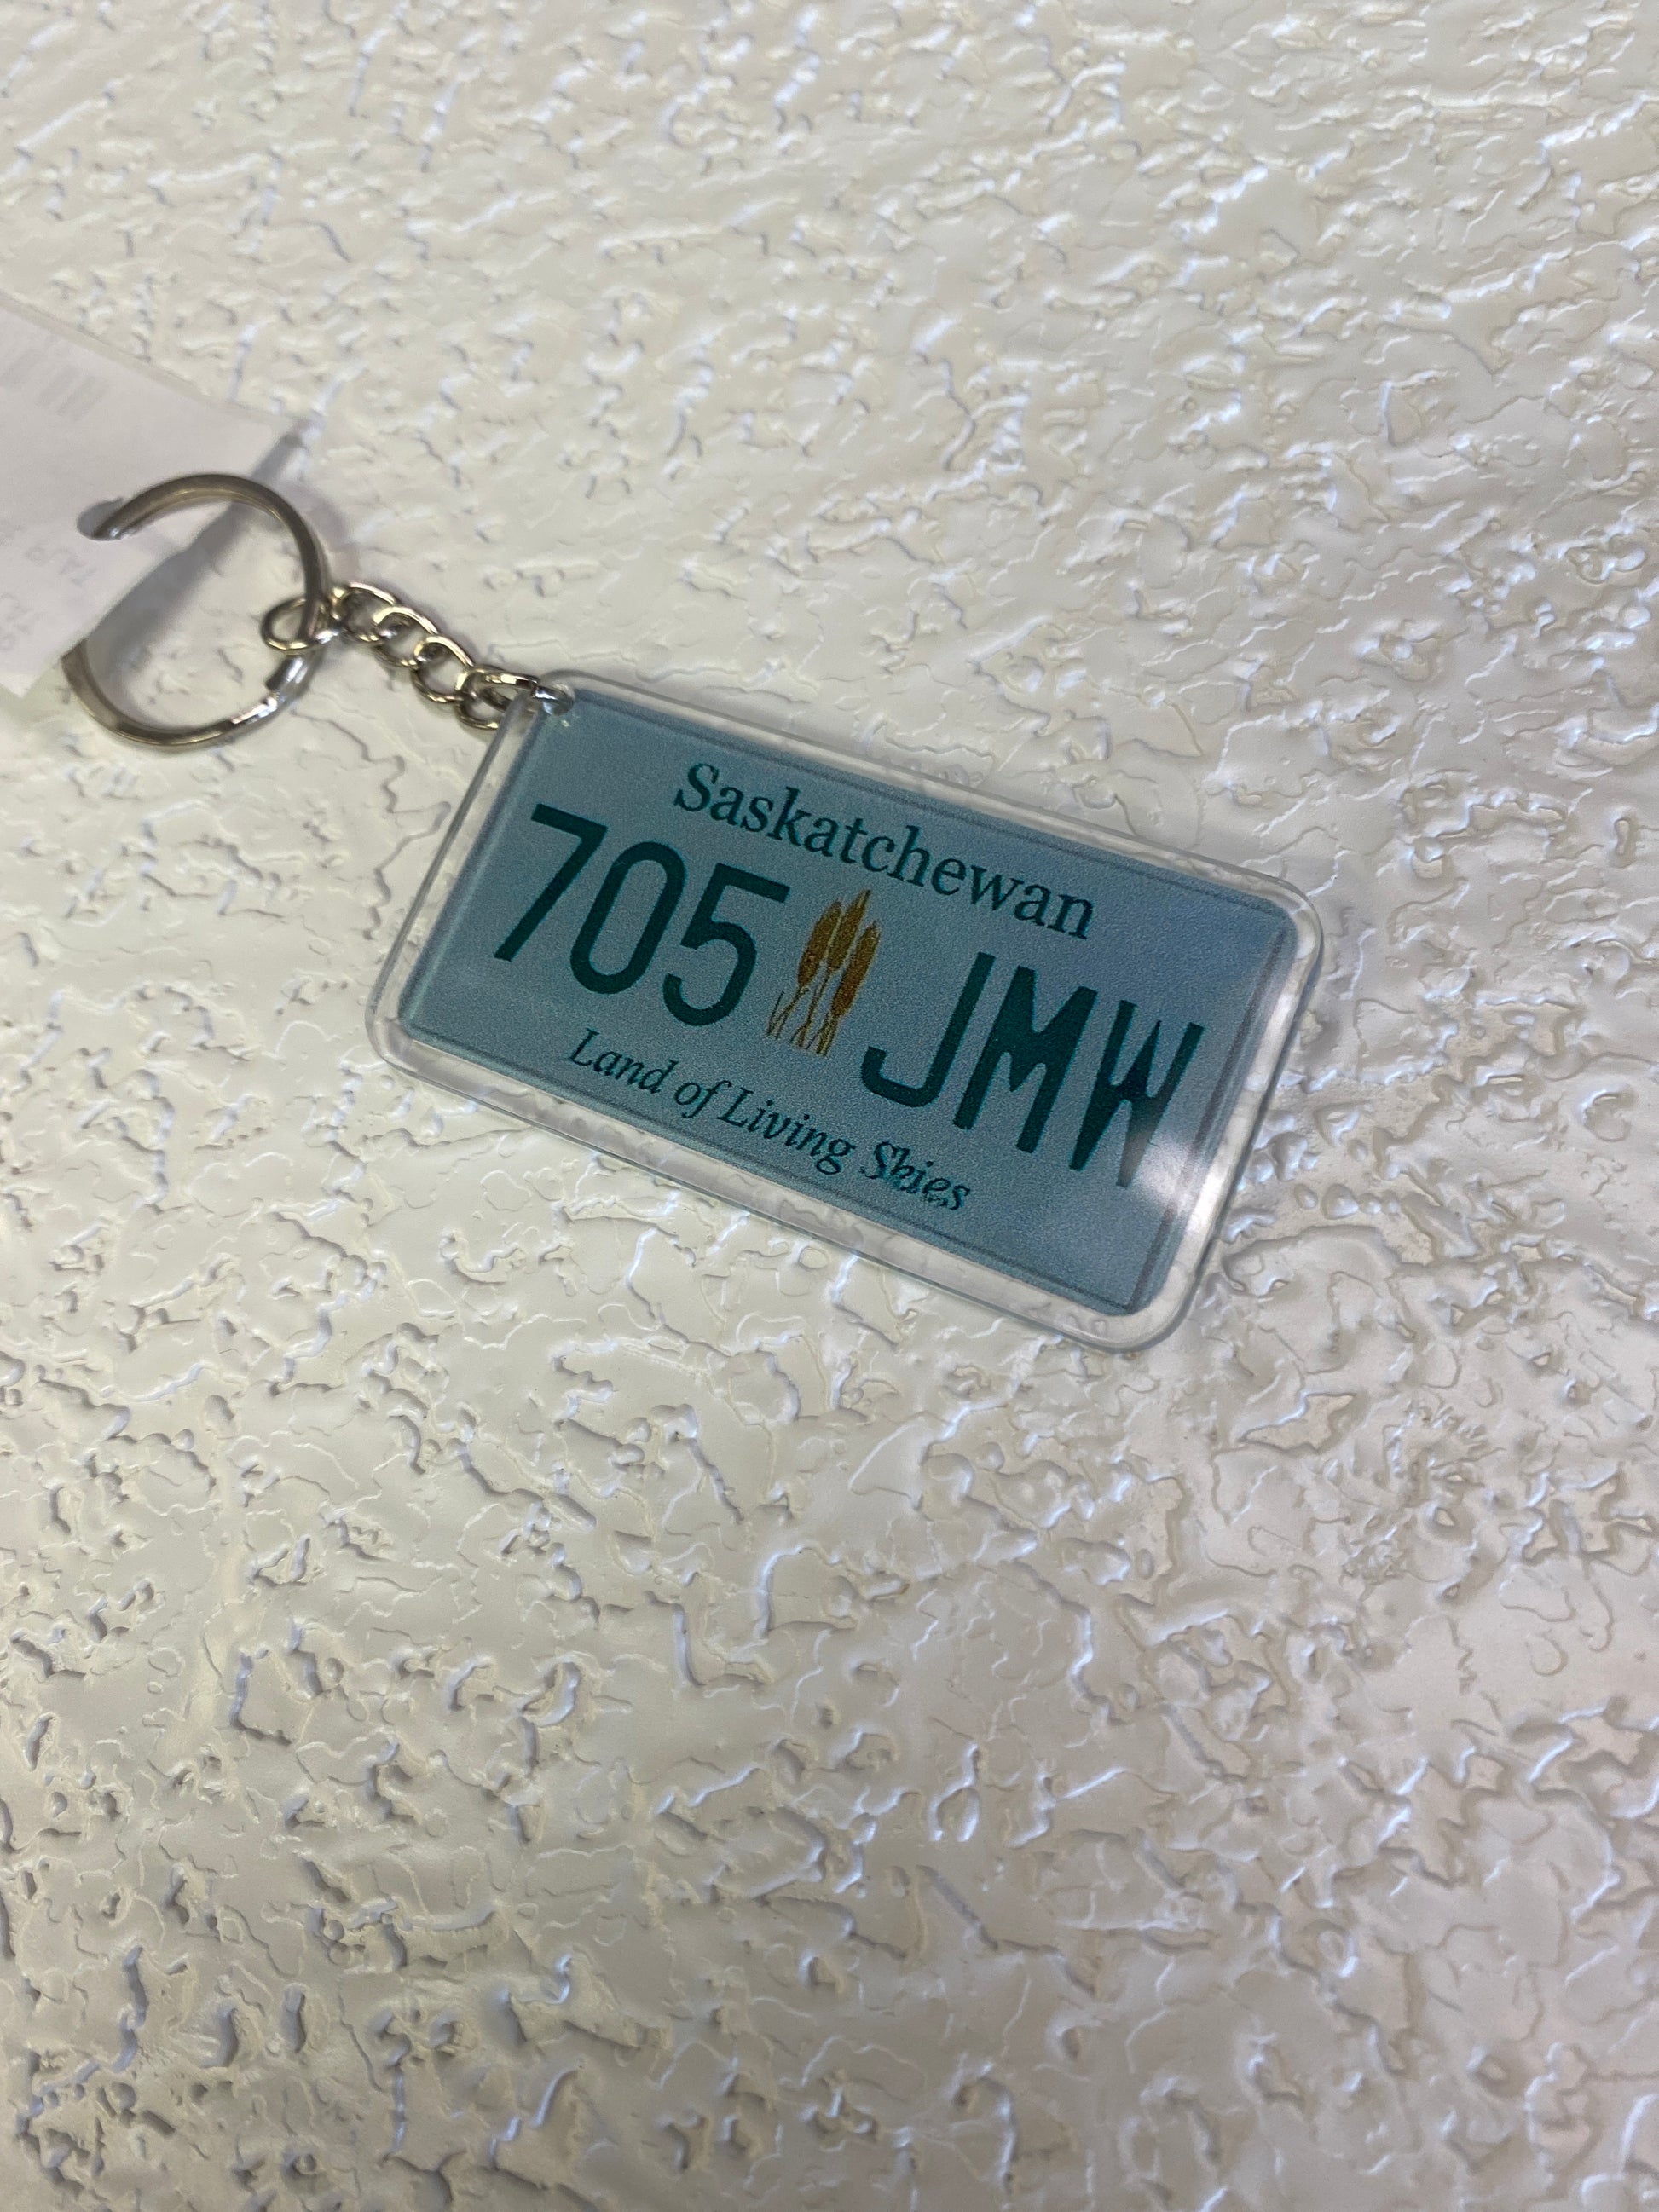 Saskatchewan
705 JMW
Land of Living Skies